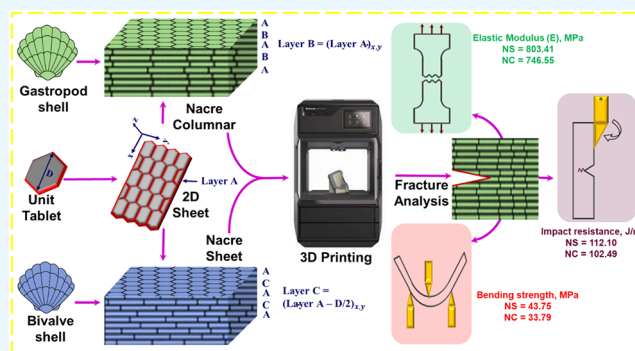 A
B
A
B
A
Layer B = (Layer A)x,y
Gastropod
shell
Nacre
Columnar
D
Unit
Tablet
z
y
x
Layer A
2D
Sheet
Nacre
Sheet
Bivalve
shell
A
C
A
C
A
Layer C =
(Layer A – D/2)x,y
3D Printing
Fracture
Analysis
Elastic Modulus (E), MPa
NS = 803.41
NC = 746.55
Impact resistance, J/m
NS = 112.10
NC = 102.49
Bending strength, MPa
NS = 43.75
NC = 33.79